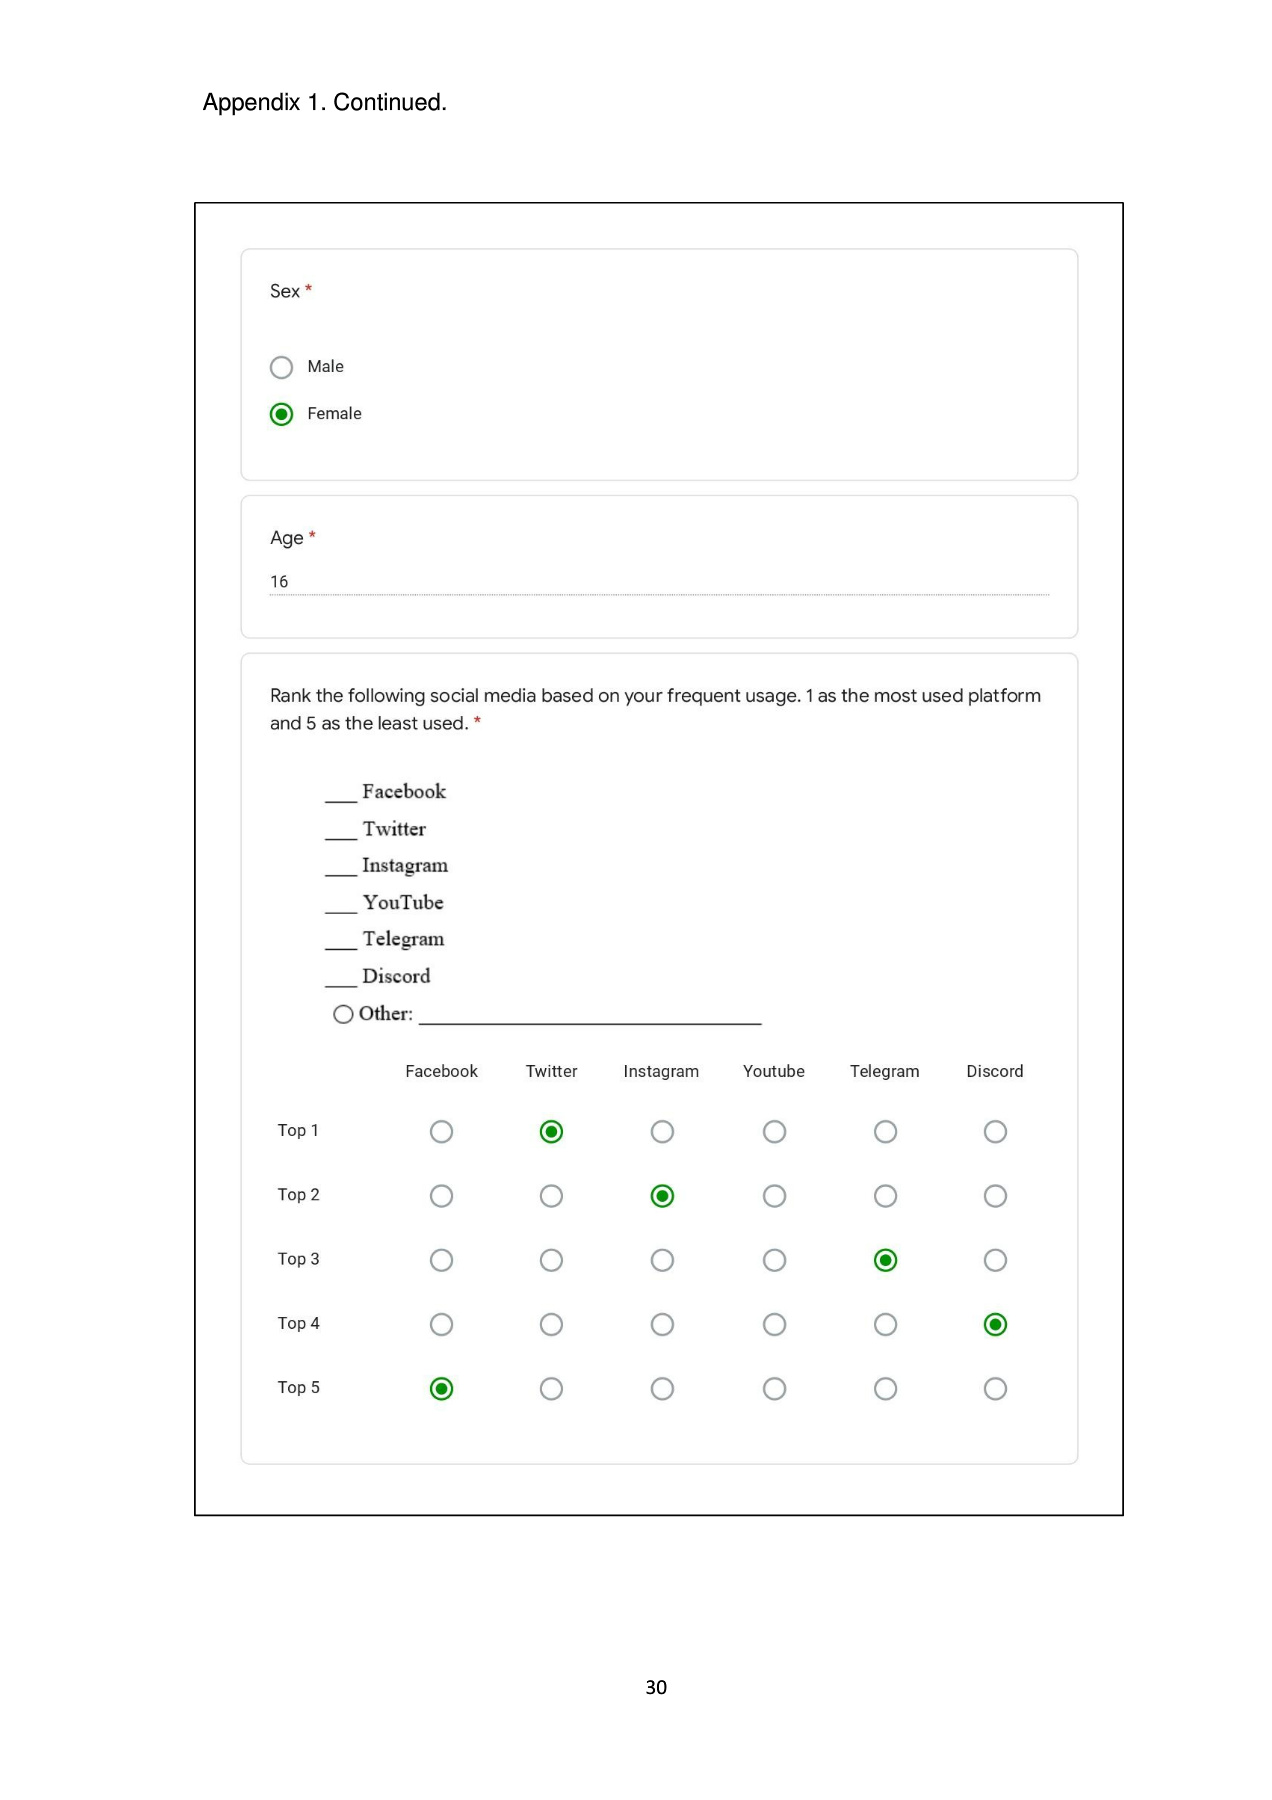 Appendix 1. Continued.
Sex *
Male
Female
Age *
16
Rank the following social media based on your frequent usage. 1 as the most used platform
and 5 as the least used. *
___ Facebook
___ Twitter
___ Instagram
___ YouTube
___ Telegram
___ Discord
Other: ___
Facebook Twitter Instagram Youtube Telegram Discord
Top 1
Top 2
Top 3
Top 4
Top 5
30